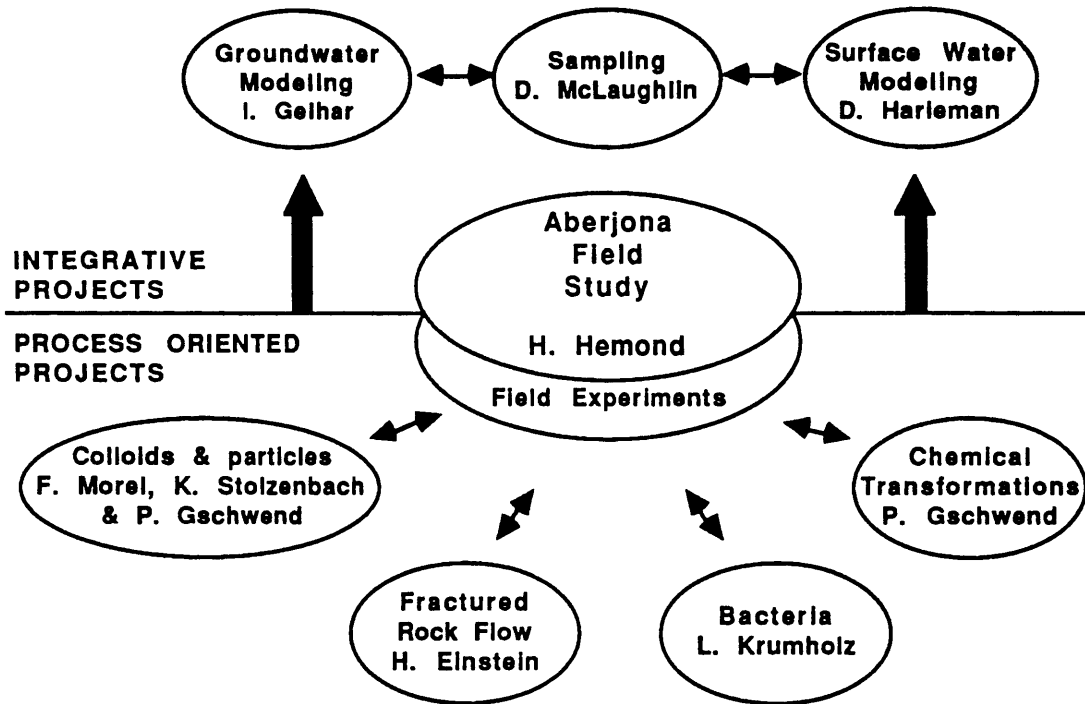 Groundwater
Modeling
I. Gelhar
Sampling
D. McLaughlin
Surface Water
Modeling
D. Harleman
Aberjona
Field
Study
H. Hemond
INTEGRATIVE
PROJECTS
PROCESS ORIENTED
PROJECTS
Field Experiments
Colloids & particles
F. Morel, K. Stolzenbach
& P. Gschwend
Chemical
Transformations
P. Gschwend
Fractured
Rock Flow
H. Einstein
Bacteria
L. Krumholz